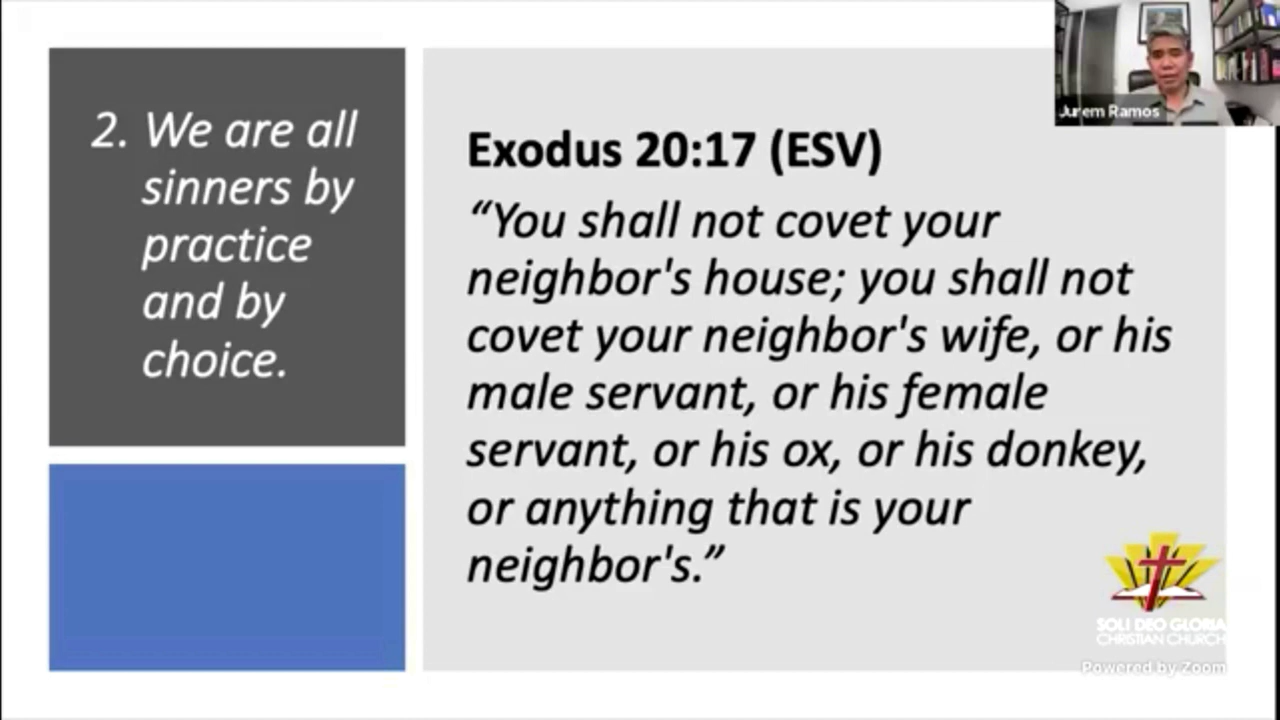 2. We are all
sinners by
practice
and by
choice.
Exodus 20:17 (ESV)
“You shall not covet your
neighbor's house; you shall not
covet your neighbor's wife, or his
male servant, or his female
servant, or his ox, or his donkey,
or anything that is your
neighbor's.”
Jurem Ramos
SOLI DEO GLORIA
CHRISTIAN CHURCH
Powered by Zoom